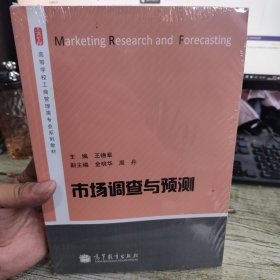 高等学校工商管理类专业系列教材
Marketing Research and Forecasting
主 编 王德章
副主编 金桂华 周 丹
市场调查与预测
高等教育出版社